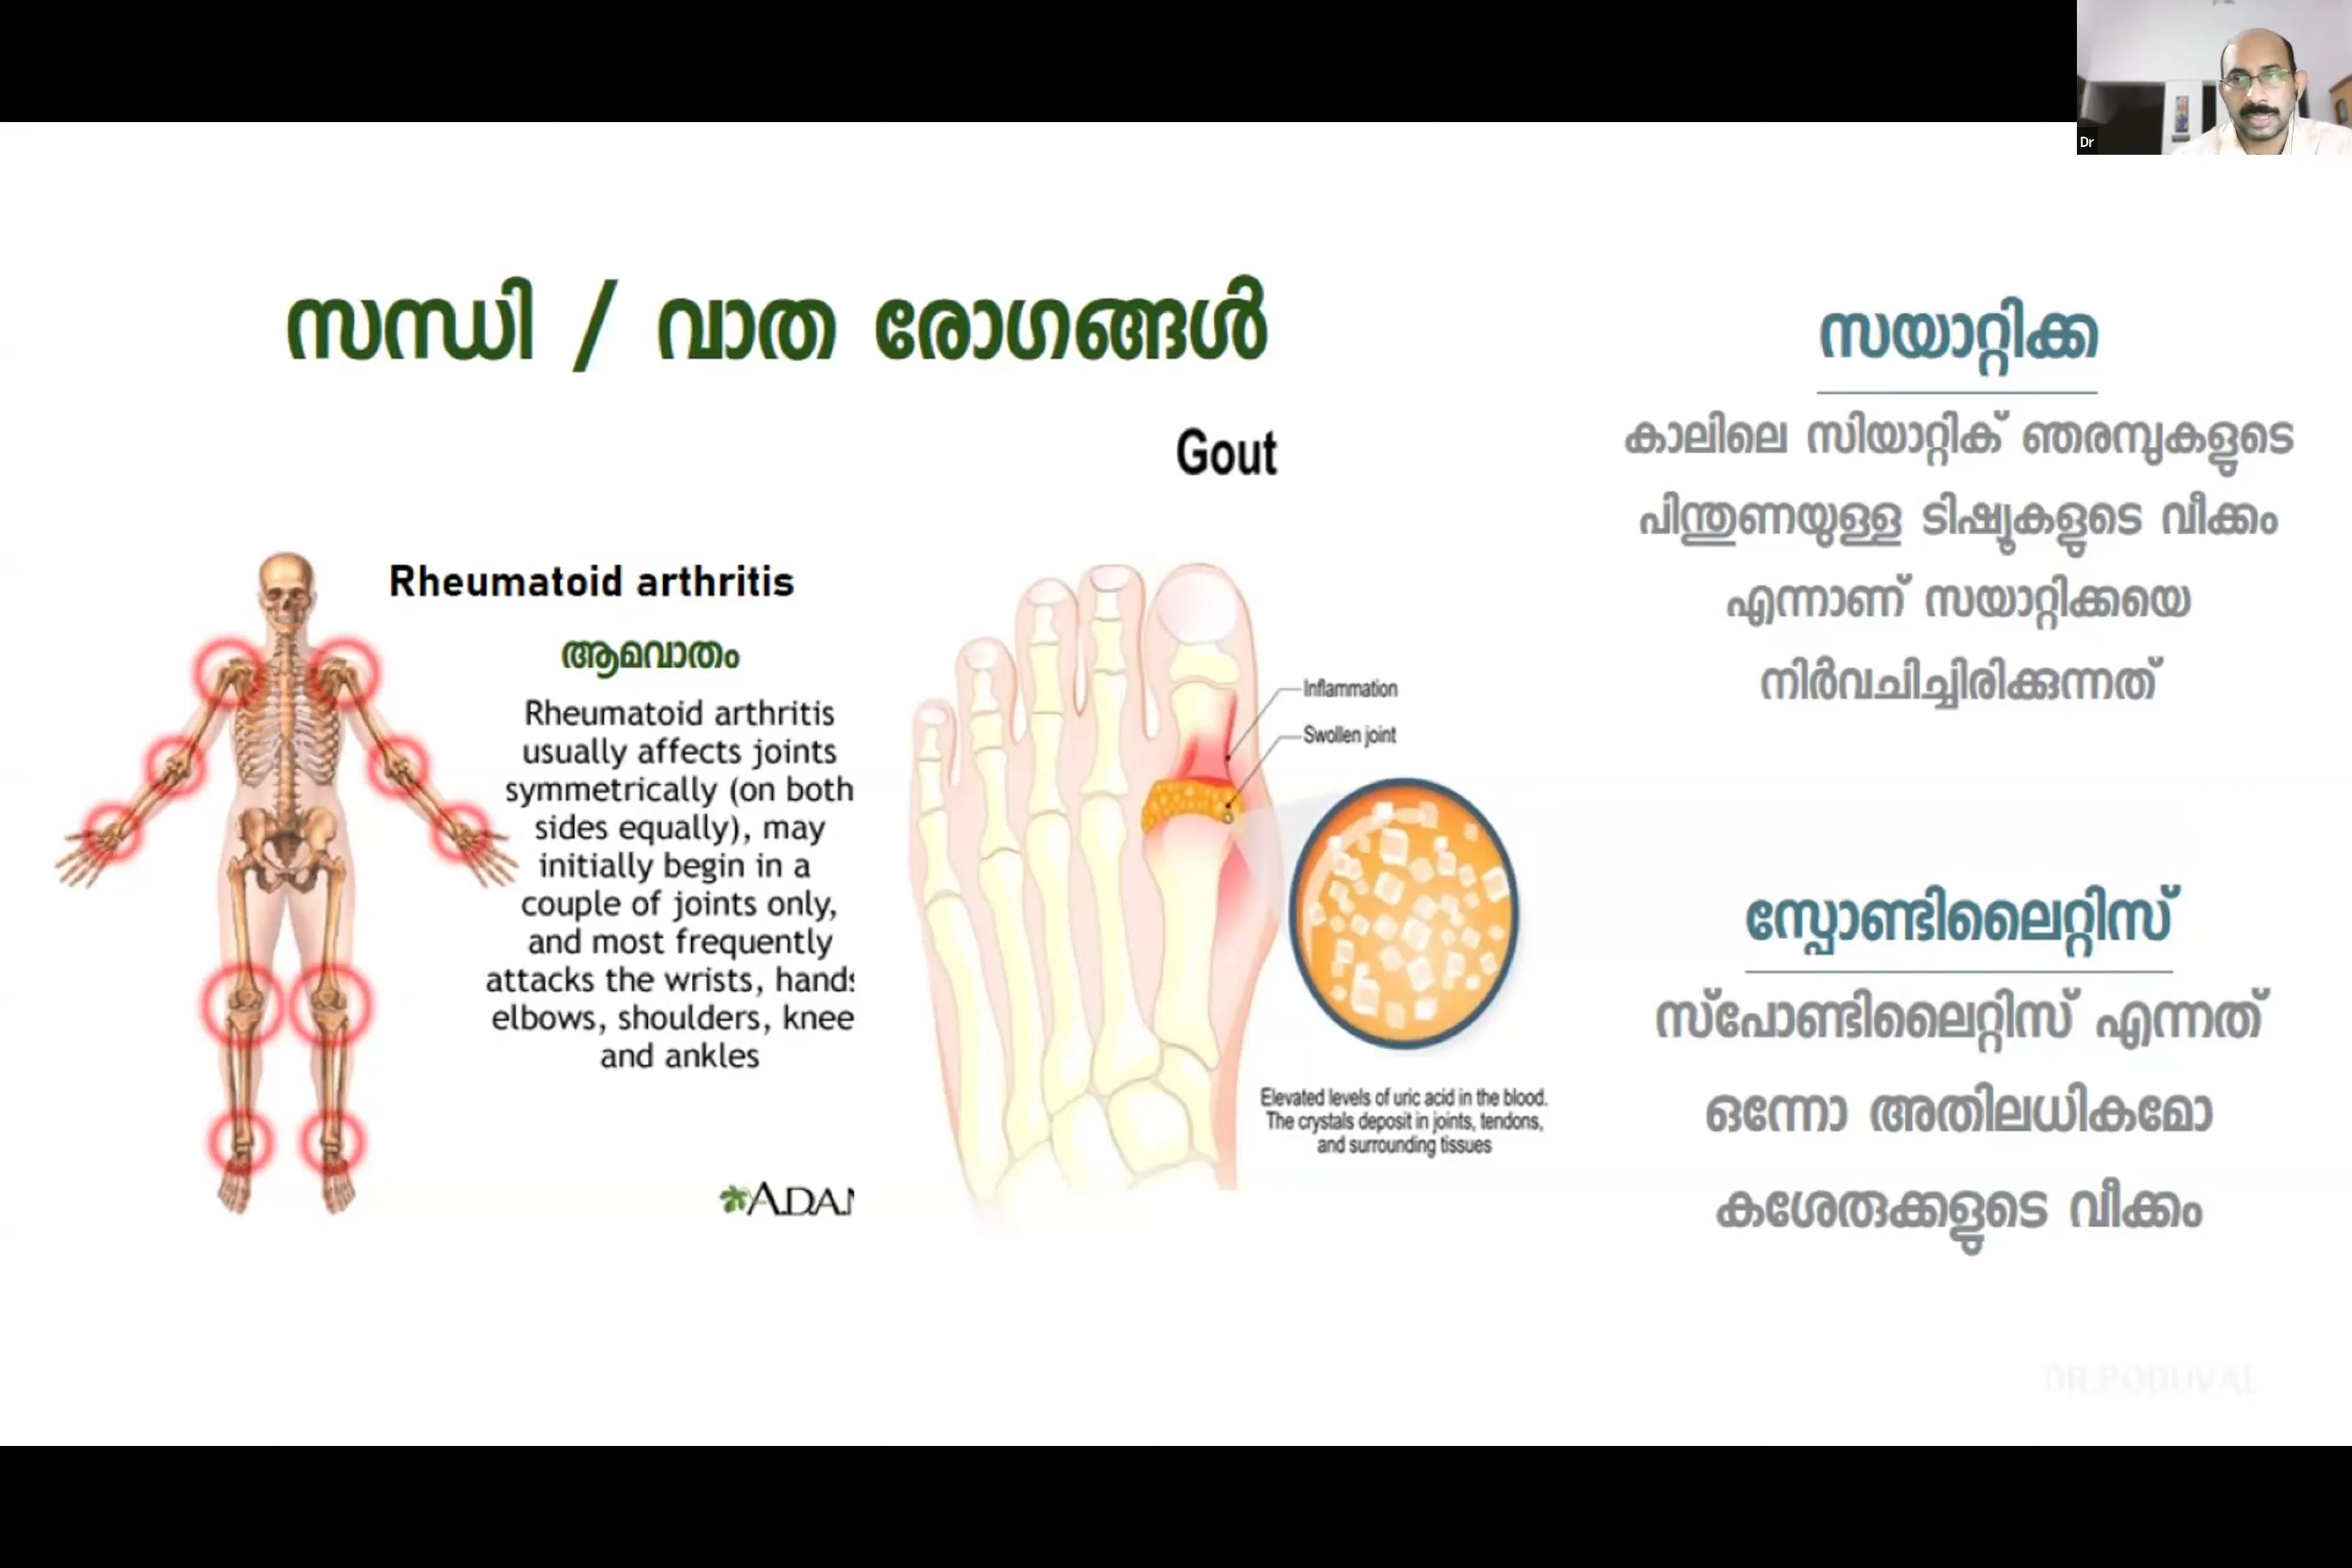 Dr
സന്ധി / വാത രോഗങ്ങൾ
Rheumatoid arthritis
ആമവാതം
Rheumatoid arthritis
usually affects joints
symmetrically (on both
sides equally), may
initially begin in a
couple of joints only,
and most frequently
attacks the wrists, hands
elbows, shoulders, knee
and ankles
A.D.A.
Gout
Inflammation
Swollen joint
Elevated levels of uric acid in the blood.
The crystals deposit in joints, tendons,
and surrounding tissues
സയാറ്റിക്ക
കാലിലെ സിയാറ്റിക് ഞരമ്പുകളുടെ
പിന്തുണയുള്ള ടിഷ്യൂകളുടെ വീക്കം
എന്നാണ് സയാറ്റിക്കയെ
നിർവചിച്ചിരിക്കുന്നത്
സ്പോണ്ടിലൈറ്റിസ്
സ്പോണ്ടിലൈറ്റിസ് എന്നത്
ഒന്നോ അതിലധികമോ
കശേരുക്കളുടെ വീക്കം
DR.PODUVAL